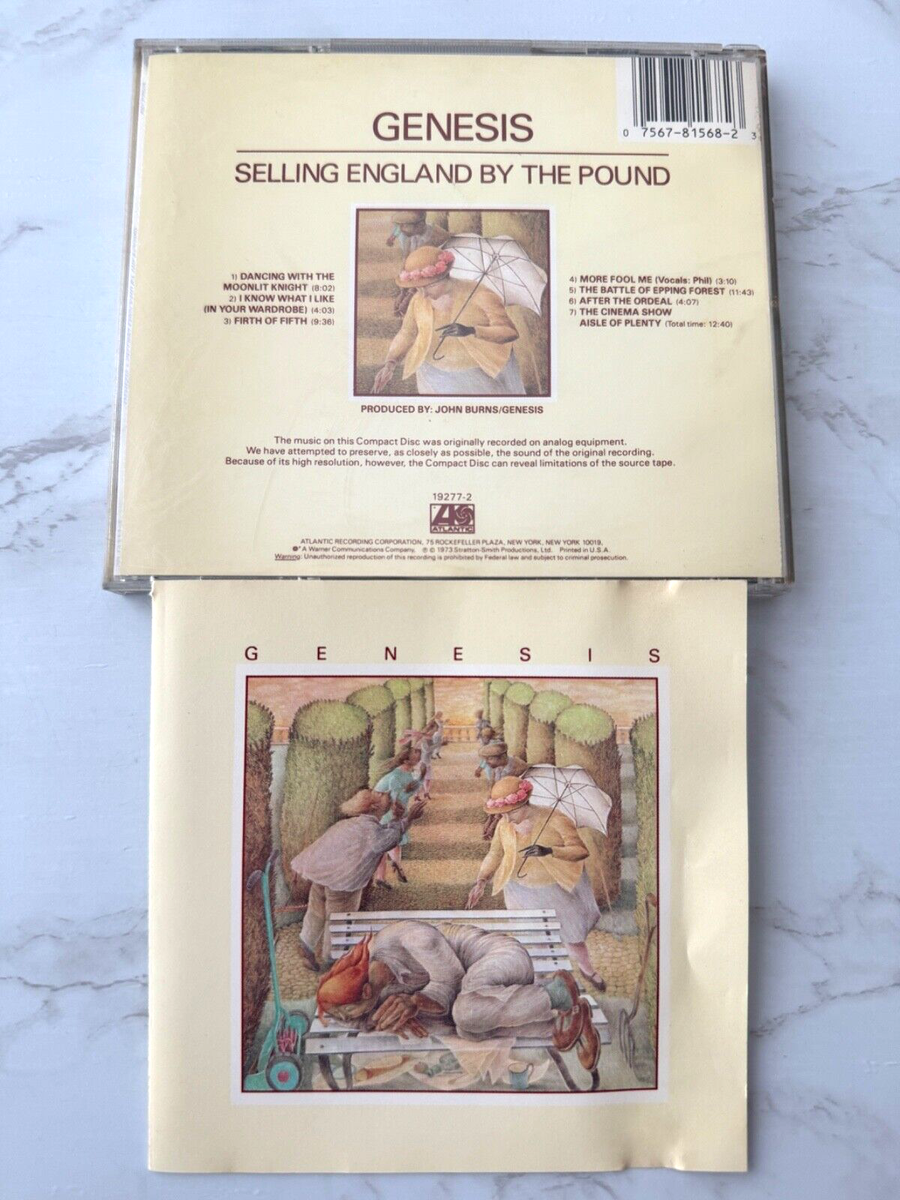 0 7567-81568-2 3
GENESIS
SELLING ENGLAND BY THE POUND
1) DANCING WITH THE
MOONLIT KNIGHT (8:02)
2) I KNOW WHAT I LIKE
(IN YOUR WARDROBE) (4:03)
3) FIRTH OF FIFTH (9:36)
4) MORE FOOL ME (Vocals: Phil) (3:10)
5) THE BATTLE OF EPPING FOREST (11:43)
6) AFTER THE ORDEAL (4:07)
7) THE CINEMA SHOW
AISLE OF PLENTY (Total time: 12:40)
PRODUCED BY: JOHN BURNS/GENESIS
The music on this Compact Disc was originally recorded on analog equipment.
We have attempted to preserve, as closely as possible, the sound of the original recording.
Because of its high resolution, however, the Compact Disc can reveal limitations of the source tape.
19277-2
ATLANTIC
ATLANTIC RECORDING CORPORATION, 75 ROCKEFELLER PLAZA, NEW YORK, NEW YORK 10019.
A Warner Communications Company. ℗ © 1973 Stratton-Smith Productions, Ltd. Printed in U.S.A.
Warning: Unauthorized reproduction of this recording is prohibited by Federal law and subject to criminal prosecution.
GENESIS